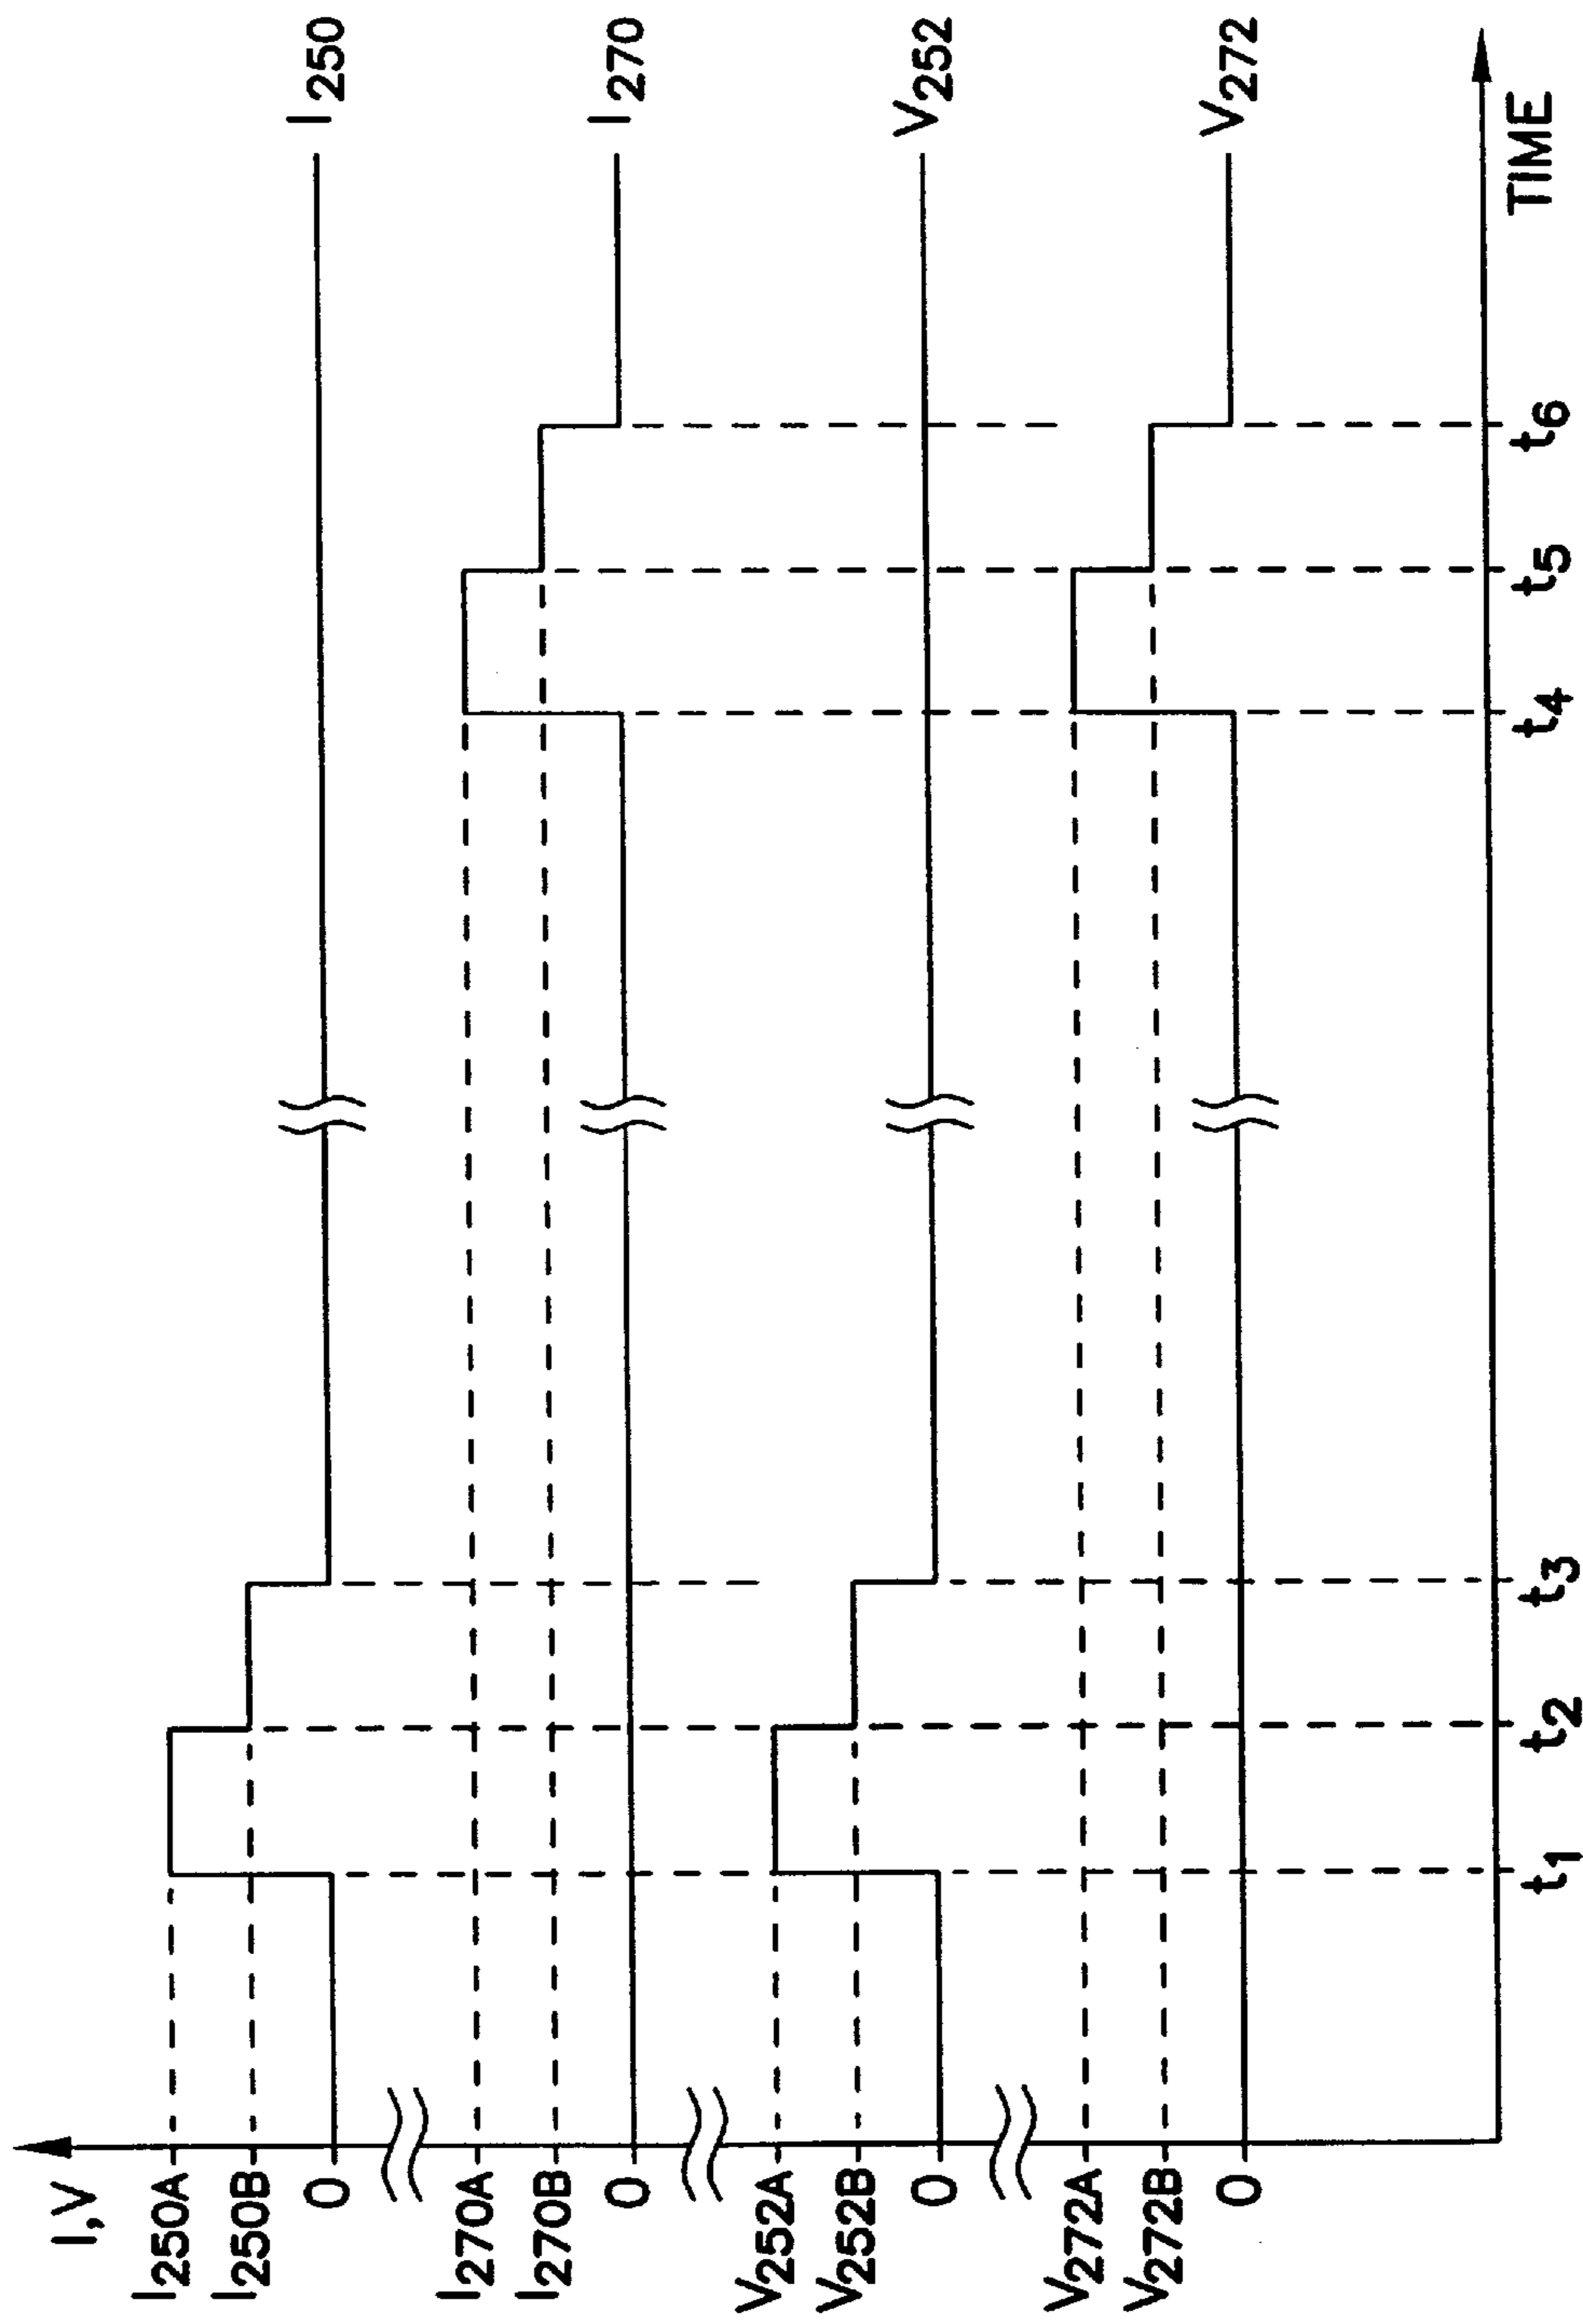 I,V
I250A
I250B
0
I270A
I270B
0
V252A
V252B
0
V272A
V272B
0
I250
I270
V252
V272
t1 t2 t3 t4 t5 t6
TIME